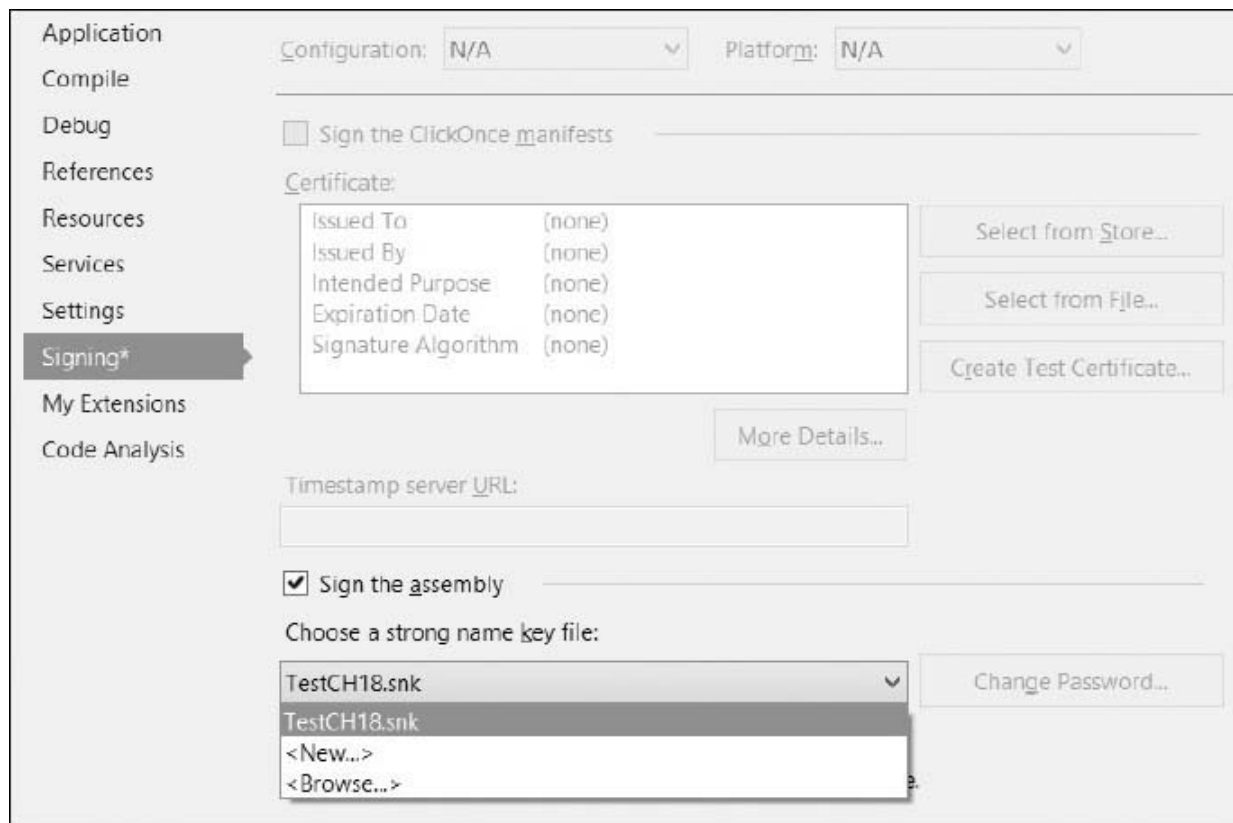 Application
Compile
Debug
References
Resources
Services
Settings
Signing*
My Extensions
Code Analysis
Configuration: N/A Platform: N/A
Sign the ClickOnce manifests
Certificate:
Issued To (none)
Issued By (none)
Intended Purpose (none)
Expiration Date (none)
Signature Algorithm (none)
Select from Store...
Select from File...
Create Test Certificate...
More Details...
Timestamp server URL:
Sign the assembly
Choose a strong name key file:
TestCH18.snk
Change Password...
TestCH18.snk
<New...>
<Browse...>